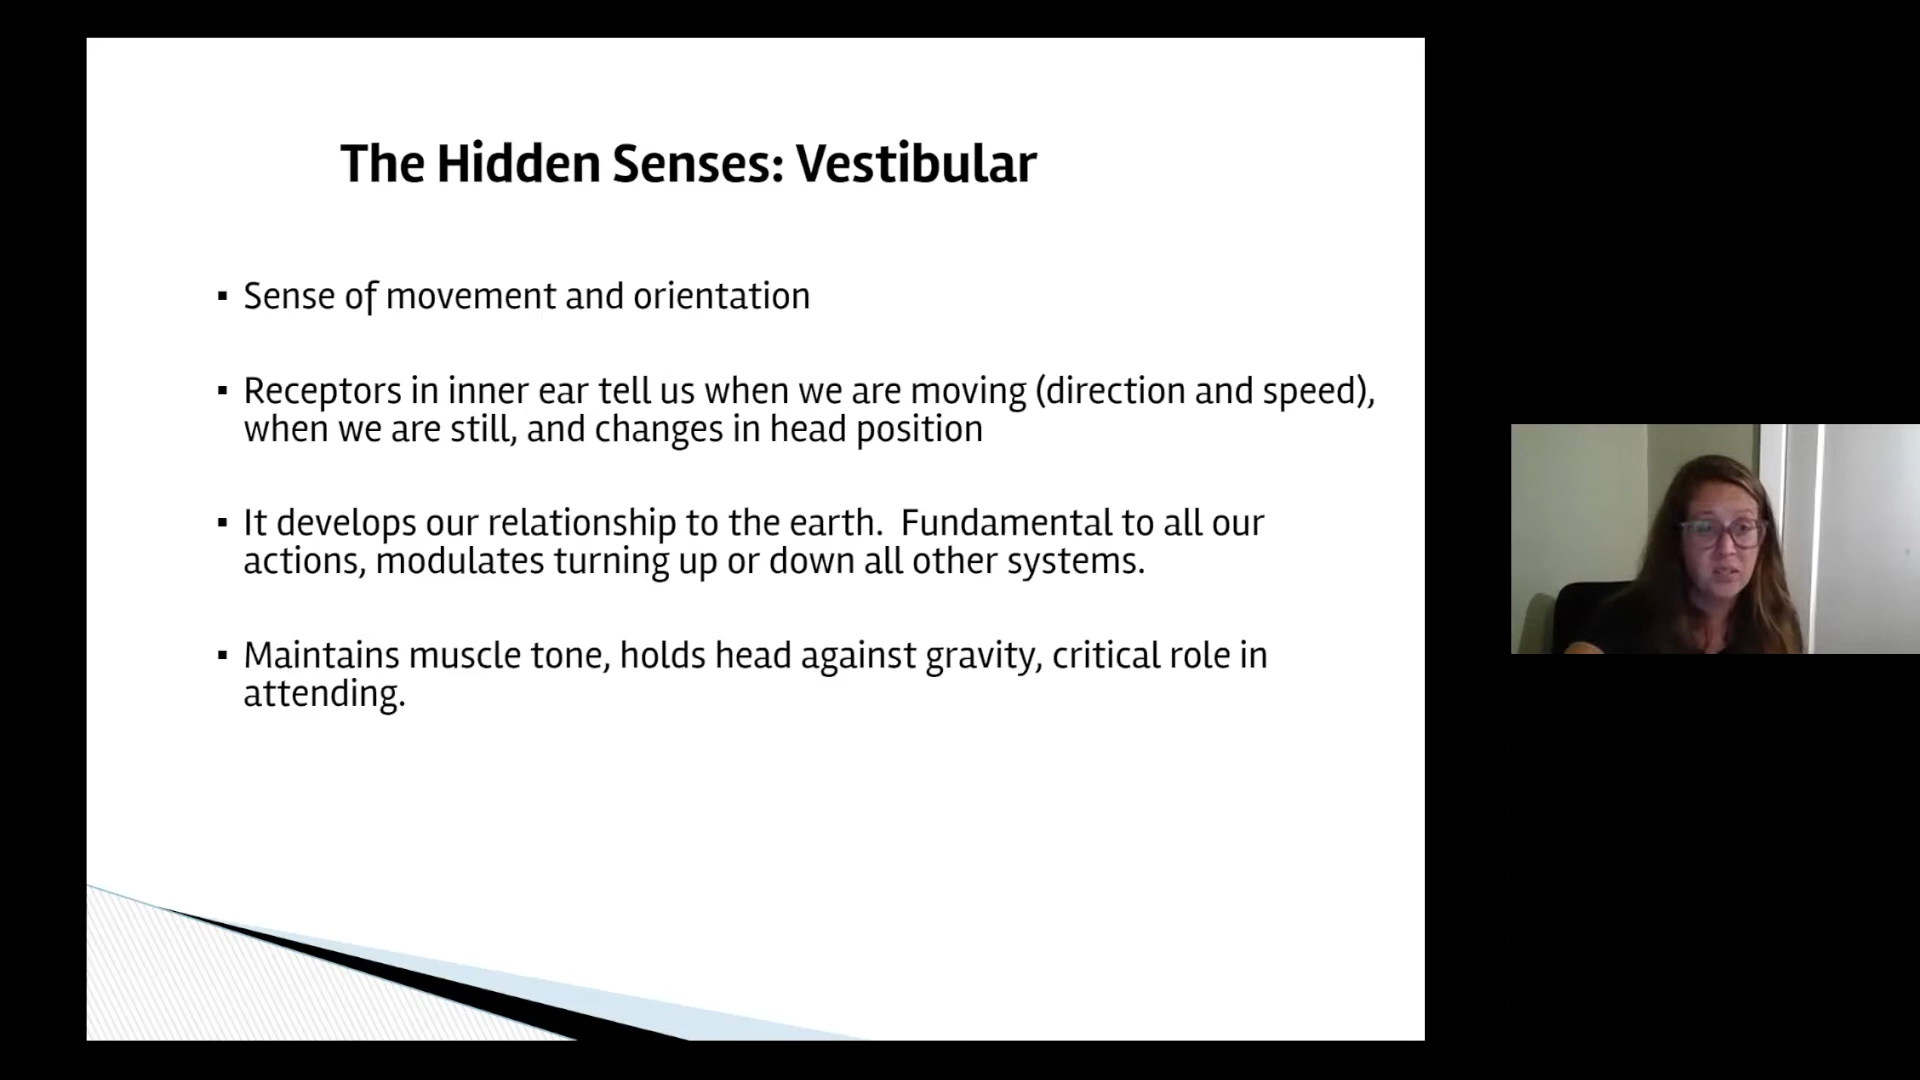 The Hidden Senses: Vestibular
▪ Sense of movement and orientation
▪ Receptors in inner ear tell us when we are moving (direction and speed),
when we are still, and changes in head position
▪ It develops our relationship to the earth.  Fundamental to all our
actions, modulates turning up or down all other systems.
▪ Maintains muscle tone, holds head against gravity, critical role in
attending.